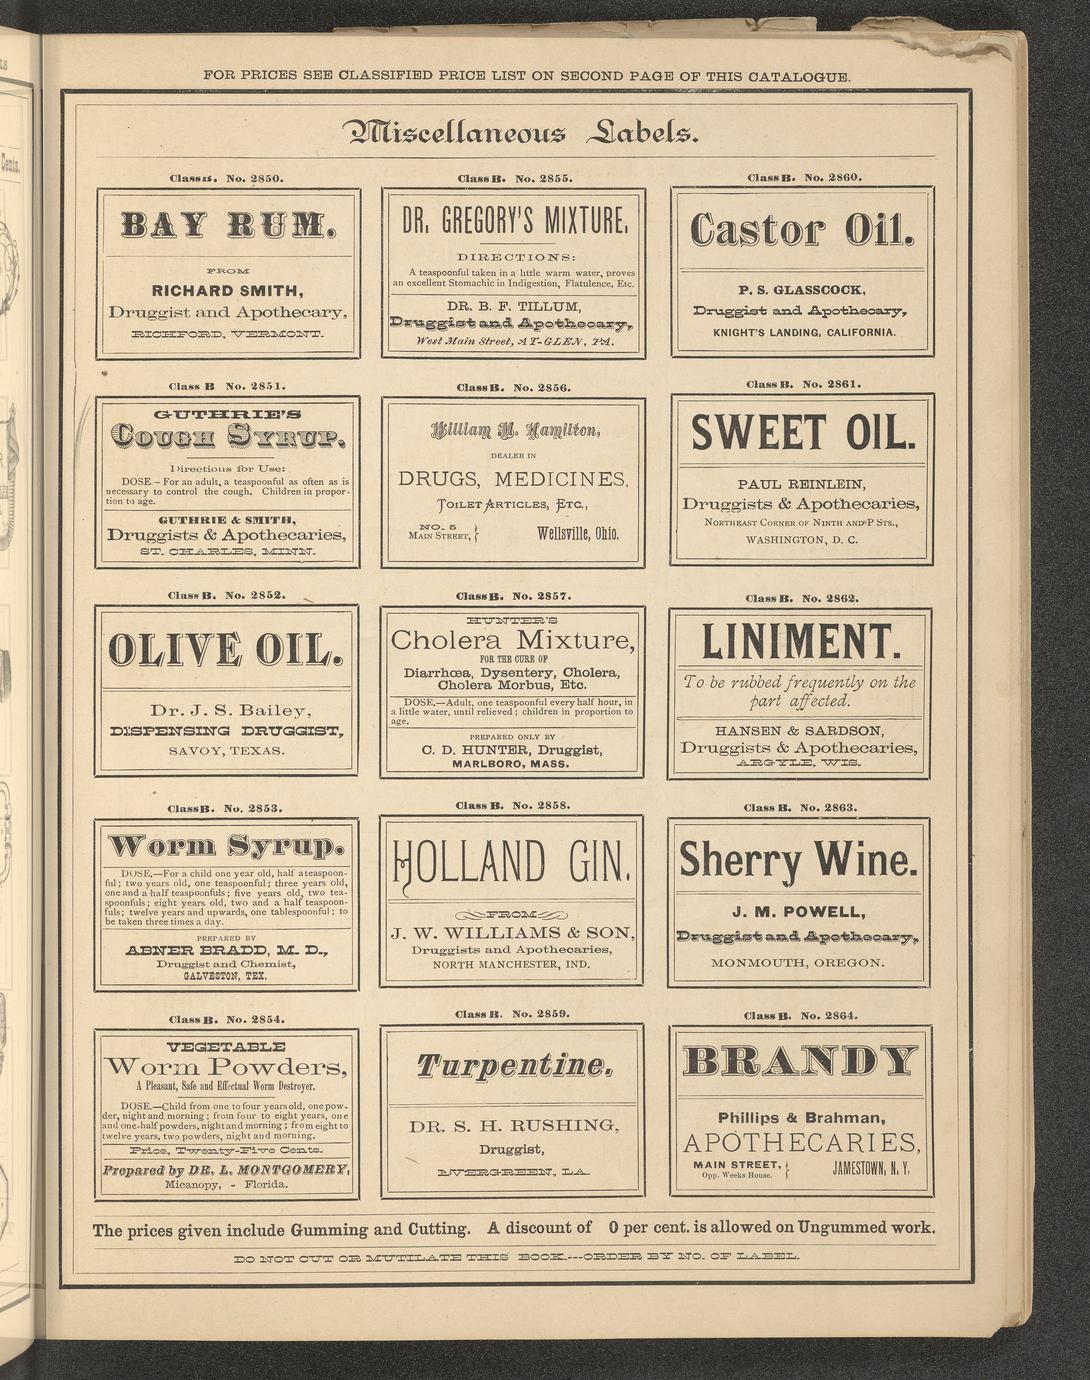 FOR PRICES SEE CLASSIFIED PRICE LIST ON SECOND PAGE OF THIS CATALOGUE.
Miscellaneous Labels.
Class B. No. 2850.
BAY RUM.
FROM
RICHARD SMITH,
Druggist and Apothecary,
RICHFORD, VERMONT.
Class B No. 2851.
GUTHRIE'S
COUGH SYRUP.
Directions for Use:
DOSE.—For an adult, a teaspoonful as often as is
necessary to control the cough. Children in propor-
tion to age.
GUTHRIE & SMITH,
Druggists & Apothecaries,
ST. CHARLES, MINN.
Class B. No. 2852.
OLIVE OIL.
Dr. J. S. Bailey,
DISPENSING DRUGGIST,
SAVOY, TEXAS.
Class B. No. 2853.
Worm Syrup.
DOSE.—For a child one year old, half a teaspoon-
ful; two years old, one teaspoonful; three years old,
one and a half teaspoonfuls; five years old, two tea-
spoonfuls; eight years old, two and a half teaspoon-
fuls; twelve years and upwards, one tablespoonful; to
be taken three times a day.
PREPARED BY
ABNER BRADD, M. D.,
Druggist and Chemist,
GALVESTON, TEX.
Class B. No. 2854.
VEGETABLE
Worm Powders,
A Pleasant, Safe and Effectual Worm Destroyer.
DOSE.—Child from one to four years old, one pow-
der, night and morning; from four to eight years, one
and one-half powders, night and morning; from eight to
twelve years, two powders, night and morning.
Price, Twenty-Five Cents.
Prepared by DR. L. MONTGOMERY,
Micanopy, - Florida.
Class B. No. 2855.
DR. GREGORY'S MIXTURE,
DIRECTIONS:
A teaspoonful taken in a little warm water, proves
an excellent Stomachic in Indigestion, Flatulence, Etc.
DR. B. F. TILLUM,
Druggist and Apothecary,
West Main Street, AT-GLEN, PA.
Class B. No. 2856.
William M. Hamilton,
DEALER IN
DRUGS, MEDICINES,
TOILET ARTICLES, ETC.,
NO. 5
MAIN STREET, } Wellsville, Ohio.
Class B. No. 2857.
HUNTER'S
Cholera Mixture,
FOR THE CURE OF
Diarrhœa, Dysentery, Cholera,
Cholera Morbus, Etc.
DOSE.—Adult, one teaspoonful every half hour, in
a little water, until relieved; children in proportion to
age.
PREPARED ONLY BY
C. D. HUNTER, Druggist,
MARLBORO, MASS.
Class B. No. 2858.
HOLLAND GIN.
FROM
J. W. WILLIAMS & SON,
Druggists and Apothecaries,
NORTH MANCHESTER, IND.
Class B. No. 2859.
Turpentine.
DR. S. H. RUSHING,
Druggist,
EVERGREEN, LA.
Class B. No. 2860.
Castor Oil.
P. S. GLASSCOCK,
Druggist and Apothecary,
KNIGHT'S LANDING, CALIFORNIA.
Class B. No. 2861.
SWEET OIL.
PAUL REINLEIN,
Druggists & Apothecaries,
NORTHEAST CORNER OF NINTH AND P STS.,
WASHINGTON, D. C.
Class B. No. 2862.
LINIMENT.
To be rubbed frequently on the
part affected.
HANSEN & SARDSON,
Druggists & Apothecaries,
ARGYLE, WIS.
Class B. No. 2863.
Sherry Wine.
J. M. POWELL,
Druggist and Apothecary,
MONMOUTH, OREGON.
Class B. No. 2864.
BRANDY
Phillips & Brahman,
APOTHECARIES,
MAIN STREET, } JAMESTOWN, N. Y.
Opp. Weeks House.
The prices given include Gumming and Cutting. A discount of 0 per cent. is allowed on Ungummed work.
DO NOT CUT OR MUTILATE THIS BOOK.---ORDER BY NO. OF LABEL.